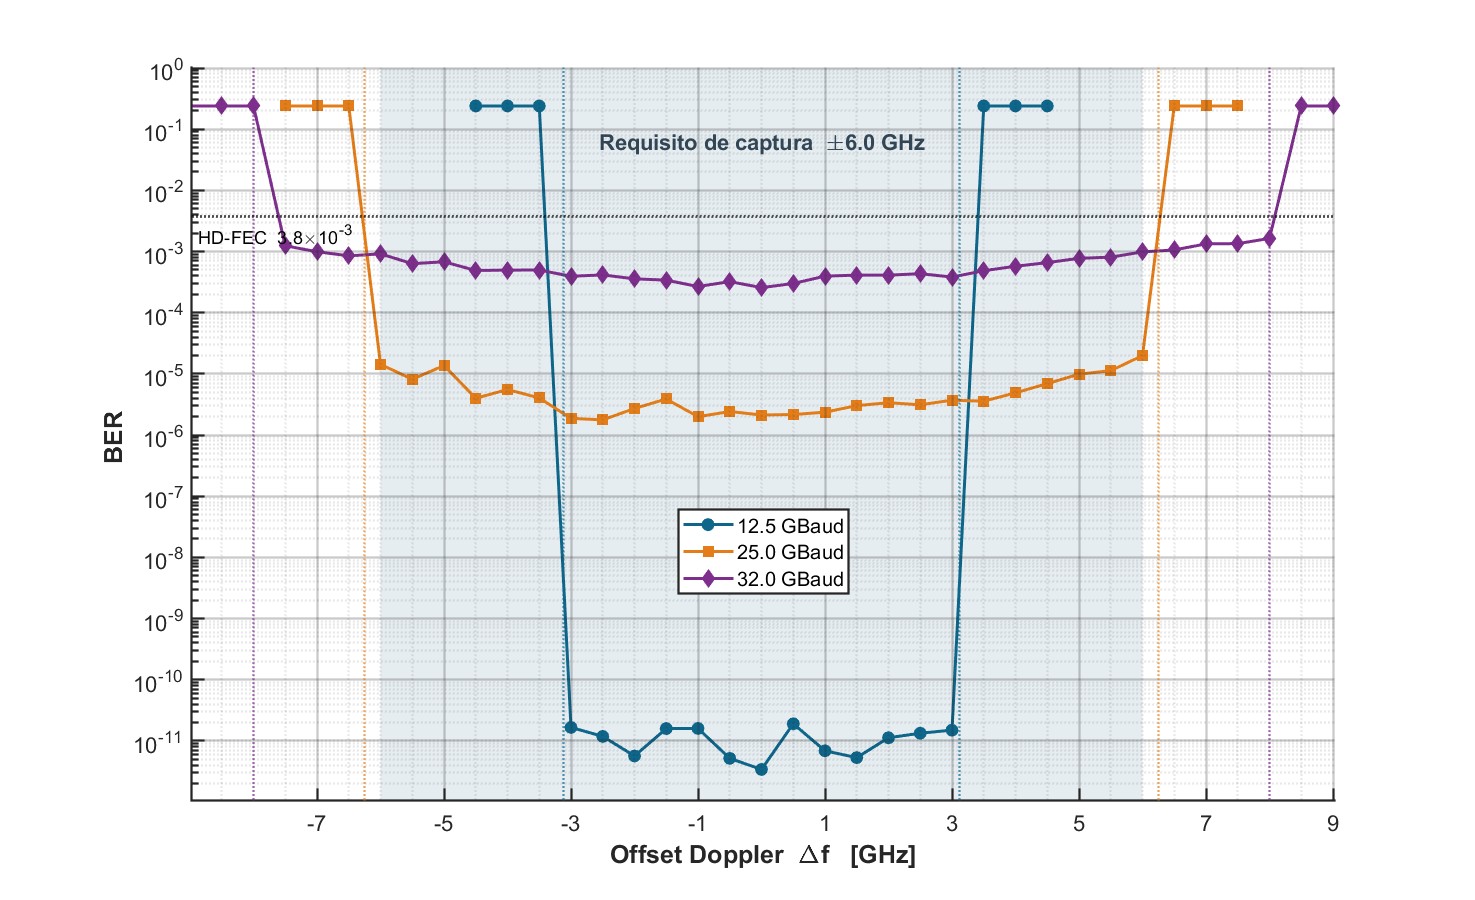 10^0
10^-1
10^-2
10^-3
10^-4
10^-5
10^-6
10^-7
10^-8
10^-9
10^-10
10^-11
BER
Requisito de captura ±6.0 GHz
HD-FEC 3.8×10^-3
12.5 GBaud
25.0 GBaud
32.0 GBaud
-7 -5 -3 -1 1 3 5 7 9
Offset Doppler Δf [GHz]